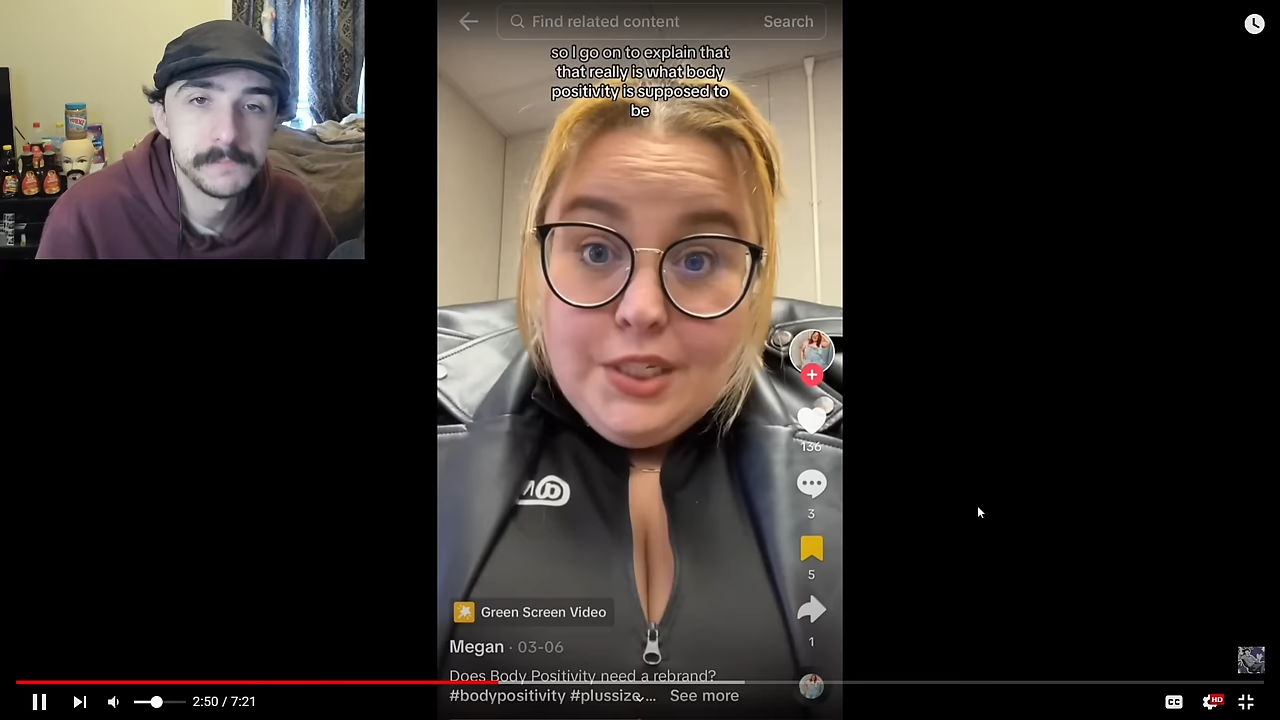 Find related content
Search
so I go on to explain that
that really is what body
positivity is supposed to
be
136
3
5
1
Green Screen Video
Megan · 03-06
Does Body Positivity need a rebrand?
#bodypositivity #plussize... See more
2:50 / 7:21
CC
HD